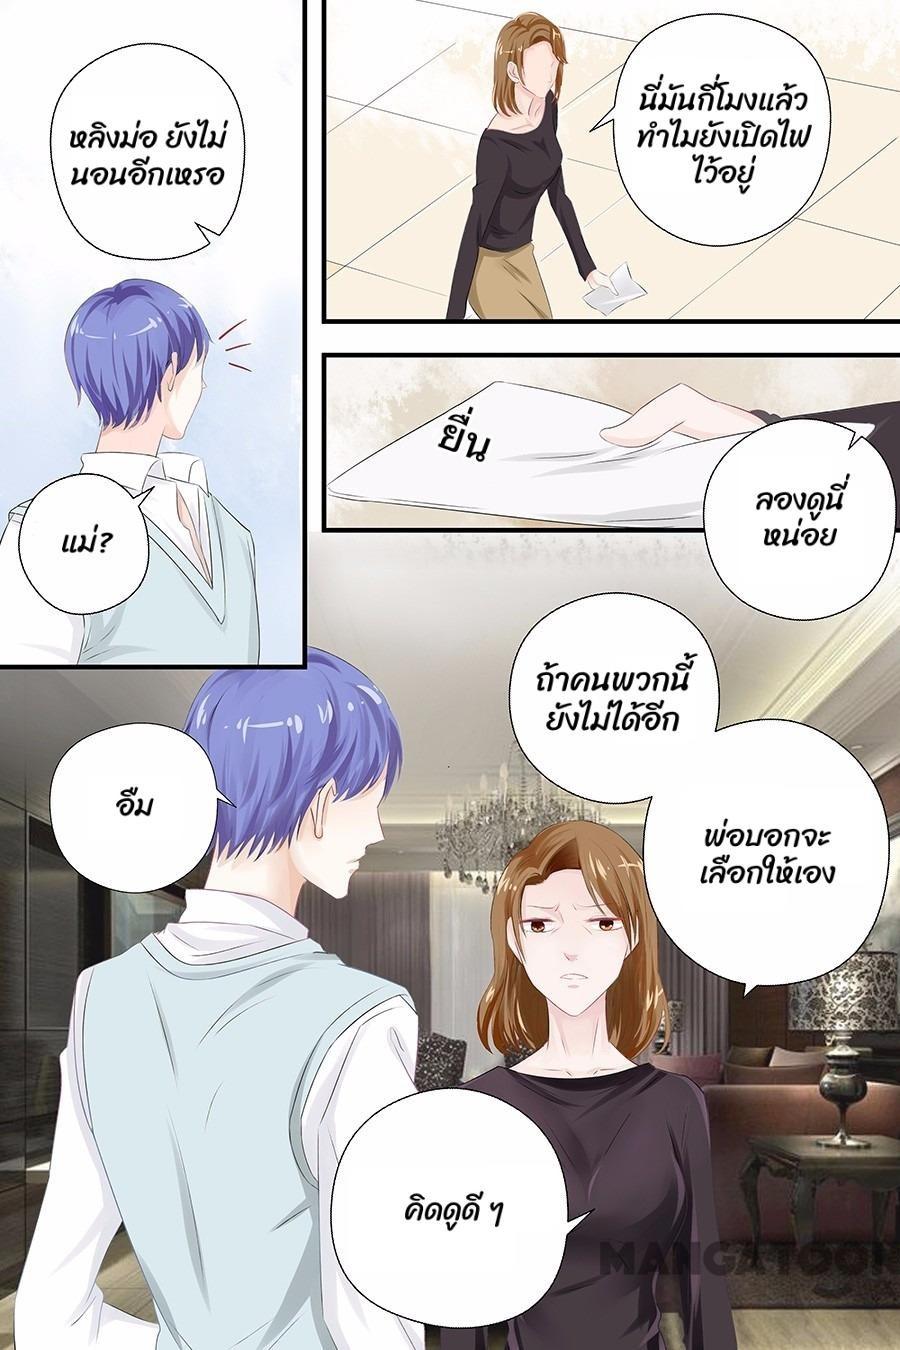 หลิงม่อ ยังไม่
นอนอีกเหรอ
นี่มันกี่โมงแล้ว
ทำไมยังเปิดไฟ
ไว้อยู่
แม่?
ยื่น
ลองดูนี่
หน่อย
ถ้าคนพวกนี้
ยังไม่ได้อีก
พ่อบอกจะ
เลือกให้เอง
อืม
คิดดูดี ๆ
MANGATOON